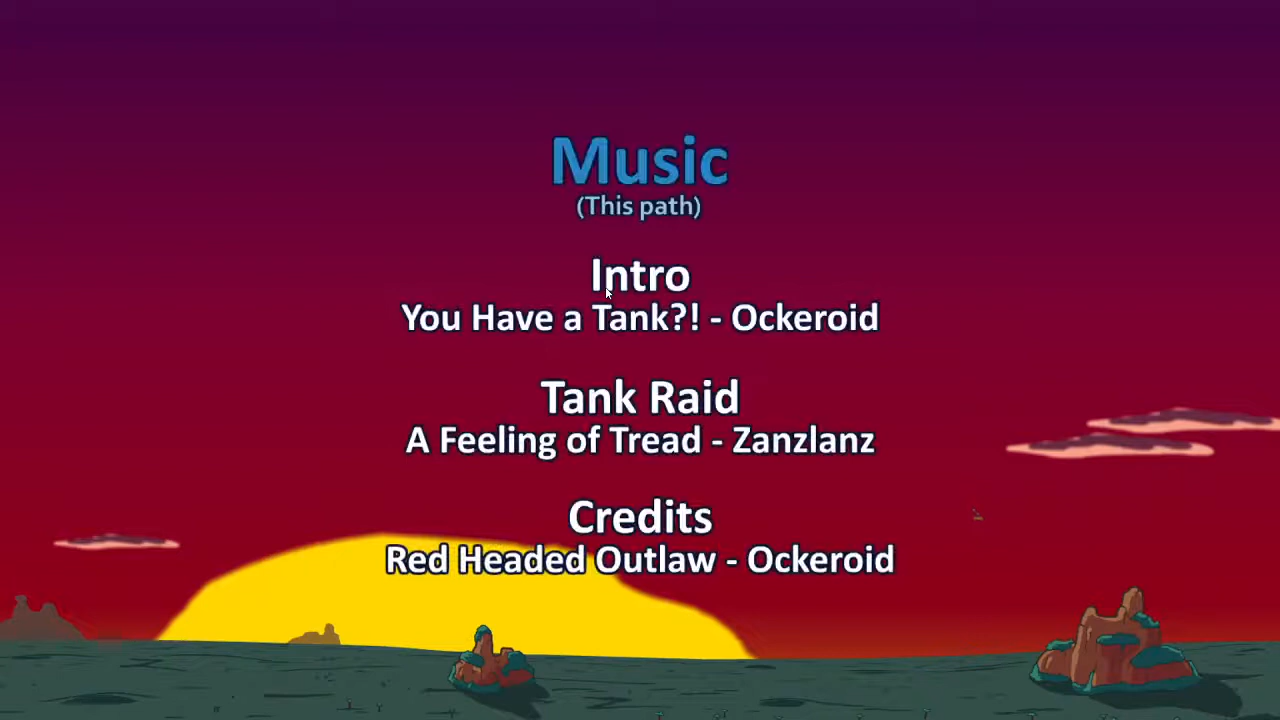 Music
(This path)
Intro
You Have a Tank?! - Ockeroid
Tank Raid
A Feeling of Tread - Zanzlanz
Credits
Red Headed Outlaw - Ockeroid